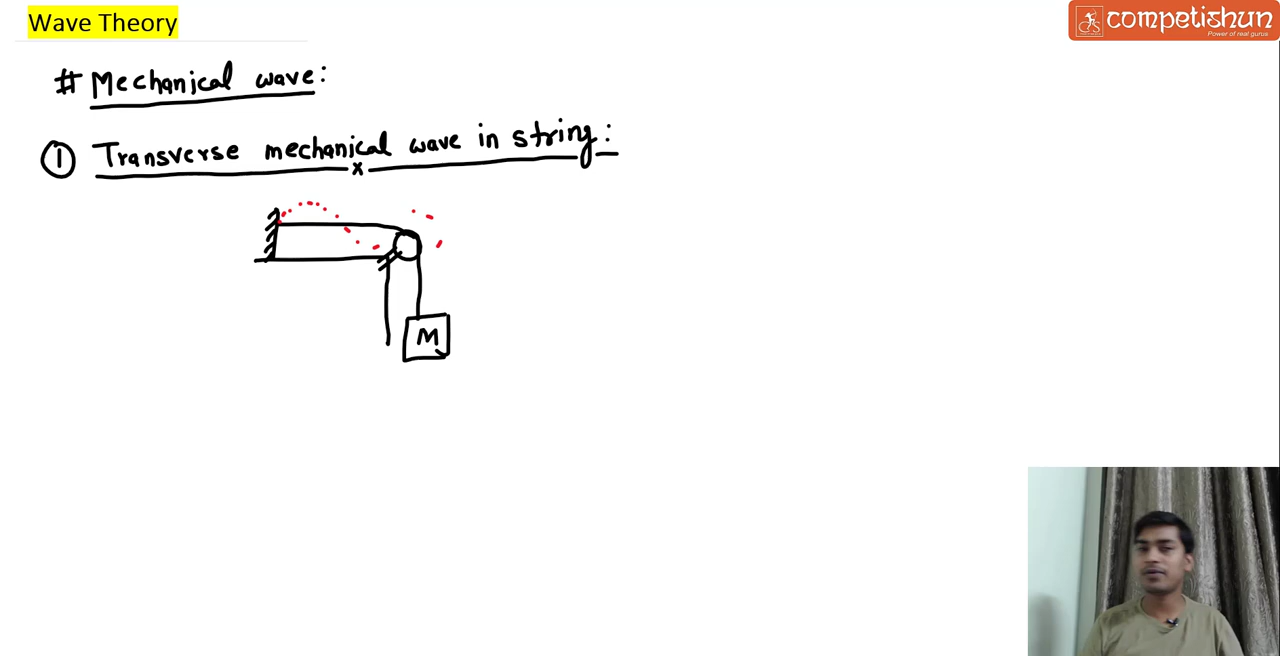 Wave Theory
competishun
Power of real gurus
# Mechanical wave:
① Transverse mechanical wave in string:
x
M